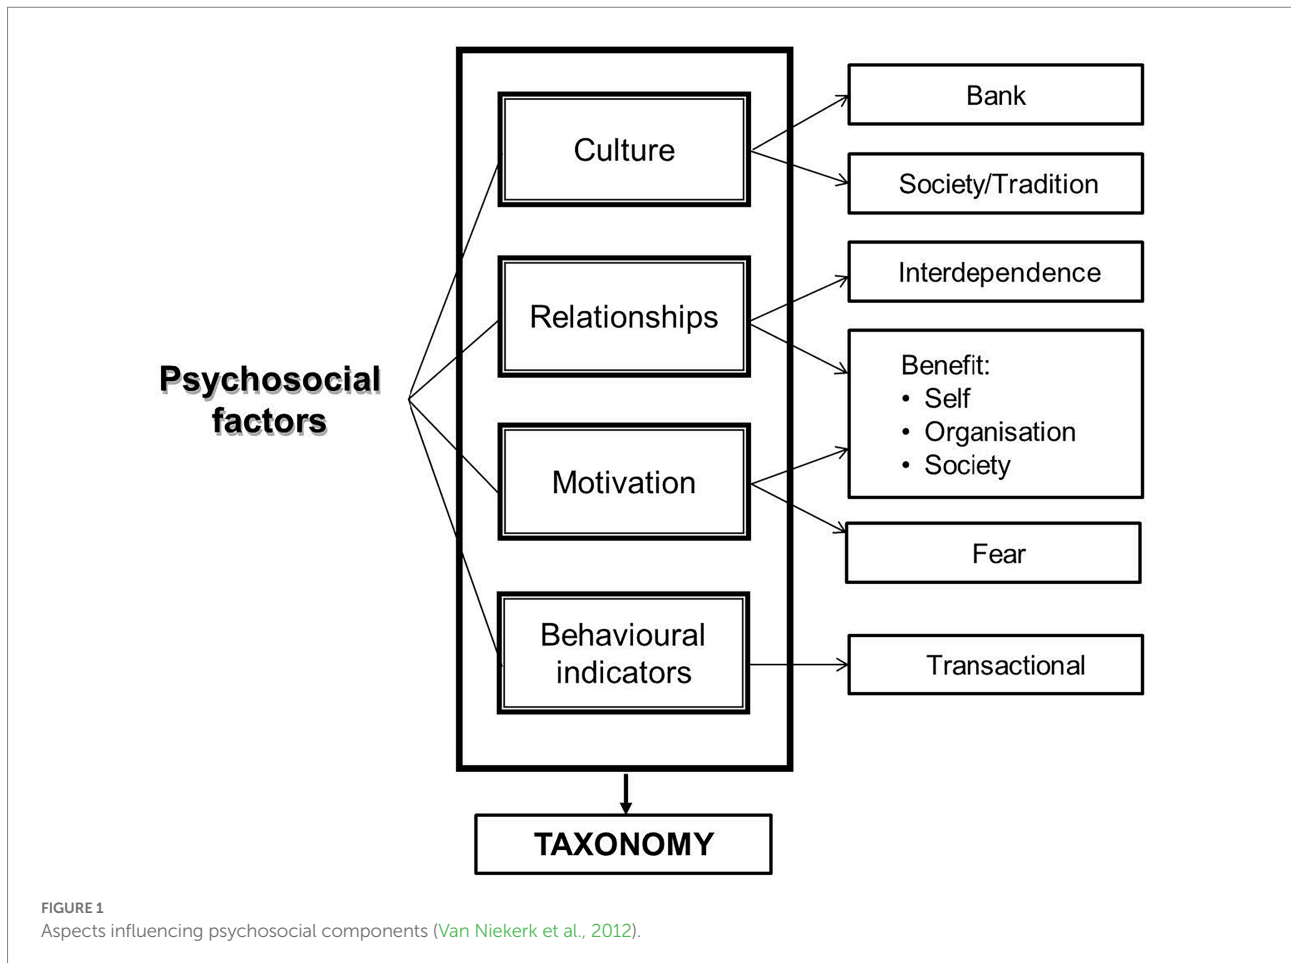 Psychosocial
factors
Culture
Relationships
Motivation
Behavioural
indicators
Bank
Society/Tradition
Interdependence
Benefit:
• Self
• Organisation
• Society
Fear
Transactional
TAXONOMY
FIGURE 1
Aspects influencing psychosocial components (Van Niekerk et al., 2012).